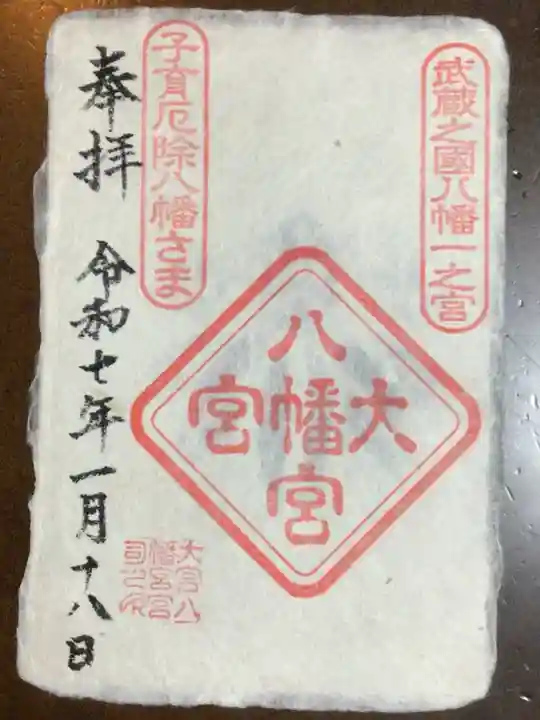 武蔵之國八幡一之宮
大
八幡宮
宮
子育厄除八幡さま
大宮八
幡宮宮
司之印
奉拝　令和七年一月十八日